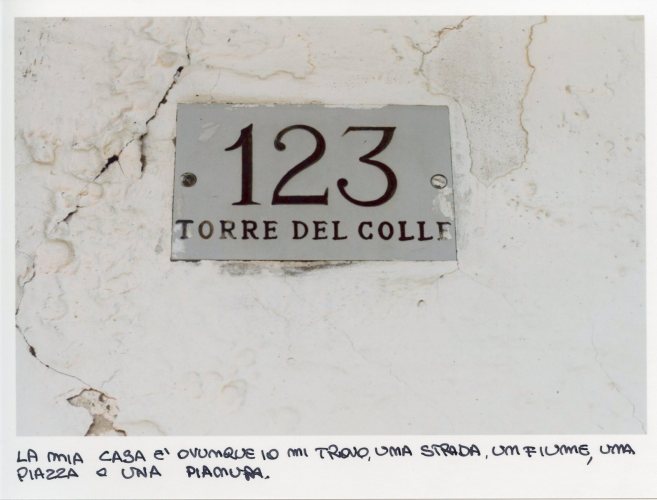 123
TORRE DEL COLLE
LA MIA CASA E' OVUNQUE IO MI TROVO, UNA STRADA, UN FIUME, UNA
PIAZZA O UNA PIANURA.